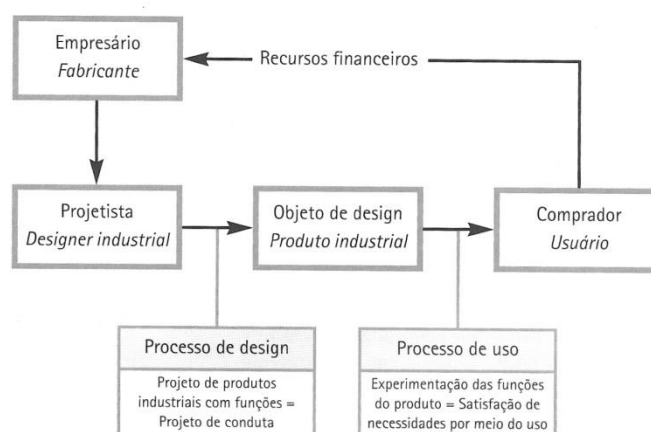 Empresário
Fabricante
Recursos financeiros
Projetista
Designer industrial
Objeto de design
Produto industrial
Comprador
Usuário
Processo de design
Projeto de produtos
industriais com funções =
Projeto de conduta
Processo de uso
Experimentação das funções
do produto = Satisfação de
necessidades por meio do uso